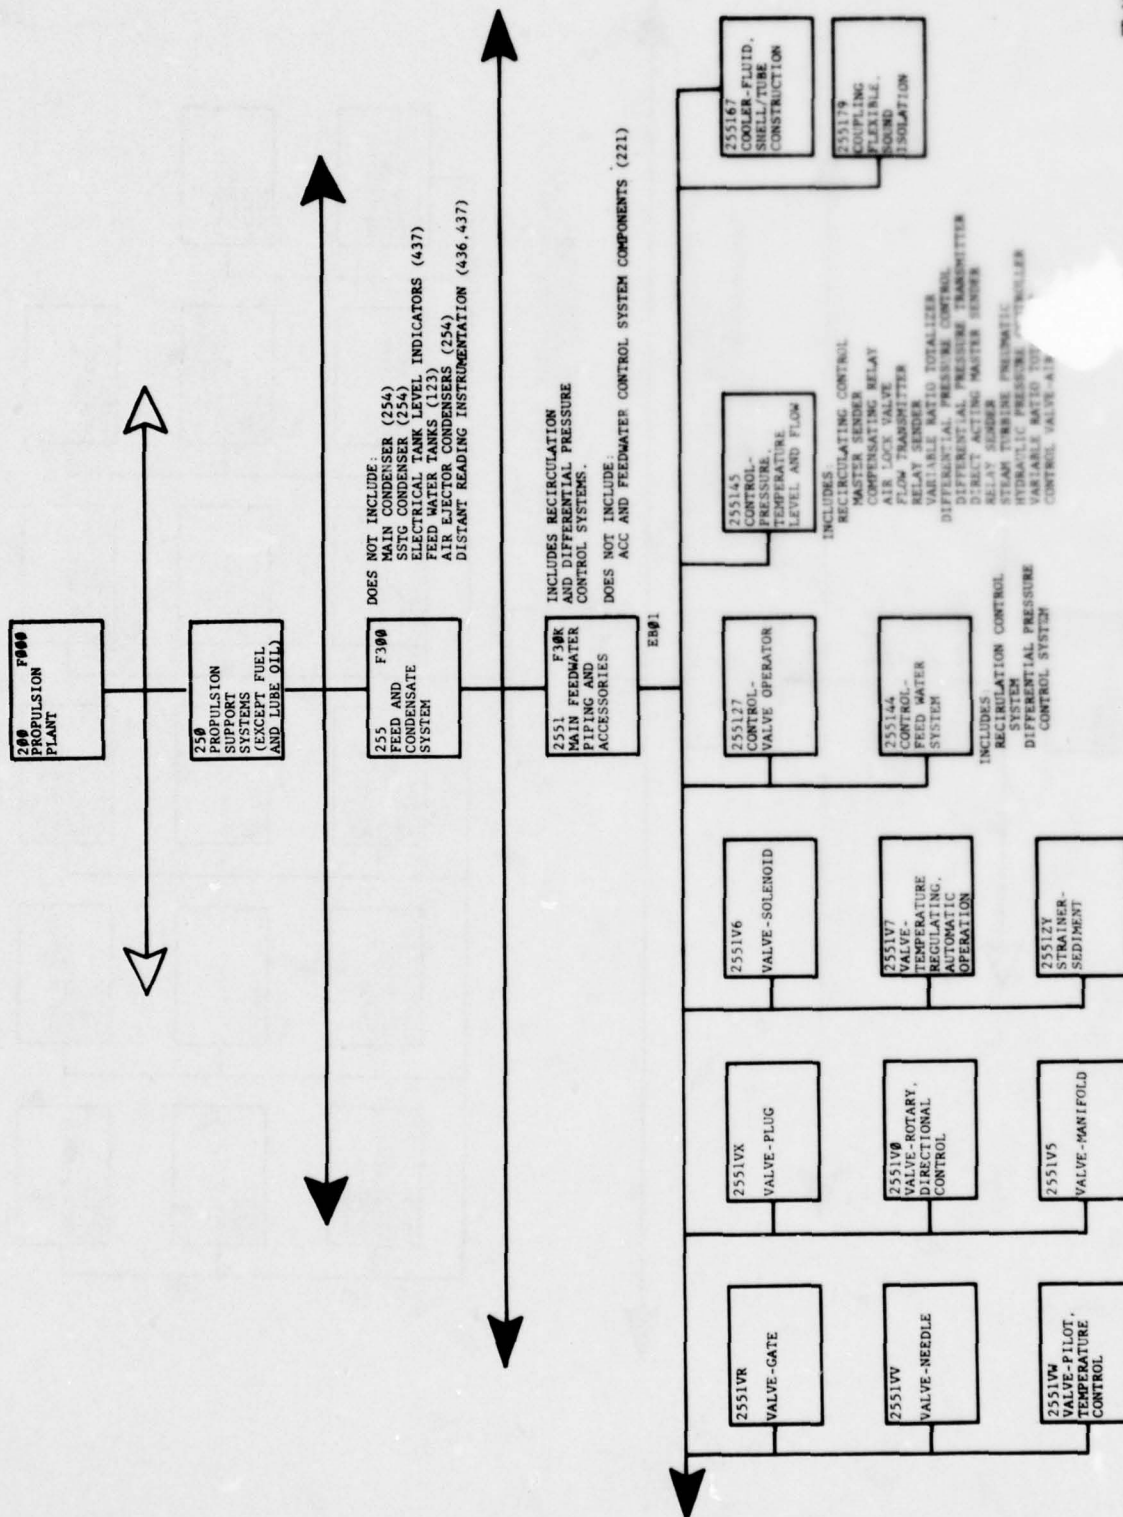 200 F000
PROPULSION
PLANT
250
PROPULSION
SUPPORT
SYSTEMS
(EXCEPT FUEL
AND LUBE OIL)
255 F300
FEED AND
CONDENSATE
SYSTEM
DOES NOT INCLUDE:
MAIN CONDENSER (254)
SSTG CONDENSER (254)
ELECTRICAL TANK LEVEL INDICATORS (437)
FEED WATER TANKS (123)
AIR EJECTOR CONDENSERS (254)
DISTANT READING INSTRUMENTATION (436,437)
2551 F30K
MAIN FEEDWATER
PIPING AND
ACCESSORIES
INCLUDES RECIRCULATION
AND DIFFERENTIAL PRESSURE
CONTROL SYSTEMS.
DOES NOT INCLUDE:
ACC AND FEEDWATER CONTROL SYSTEM COMPONENTS (221)
EB01
2551VR
VALVE-GATE
2551VV
VALVE-NEEDLE
2551VW
VALVE-PILOT,
TEMPERATURE
CONTROL
2551VX
VALVE-PLUG
2551V0
VALVE-ROTARY,
DIRECTIONAL
CONTROL
2551V5
VALVE-MANIFOLD
2551V6
VALVE-SOLENOID
2551V7
VALVE-
TEMPERATURE
REGULATING,
AUTOMATIC
OPERATION
2551ZY
STRAINER-
SEDIMENT
255127
CONTROL-
VALVE OPERATOR
255144
CONTROL-
FEED WATER
SYSTEM
INCLUDES:
RECIRULATION CONTROL
SYSTEM
DIFFERENTIAL PRESSURE
CONTROL SYSTEM
255145
CONTROL-
PRESSURE,
TEMPERATURE
LEVEL AND FLOW
INCLUDES
RECIRCULATING CONTROL
MASTER SENDER
COMPENSATING RELAY
AIR LOCK VALVE
FLOW TRANSMITTER
RELAY SENDER
VARIABLE RATIO TOTALIZER
DIFFERENTIAL PRESSURE CONTROL
DIFFERENTIAL PRESSURE TRANSMITTER
DIRECT ACTING MASTER SENDER
RELAY SENDER
STEAM TURBINE PNEUMATIC
HYDRAULIC PRESSURE
VARIABLE RATIO
CONTROL VALVE-AIR
255167
COOLER-FLUID,
SHELL/TUBE
CONSTRUCTION
255179
COUPLING
FLEXIBLE,
SOUND
ISOLATION